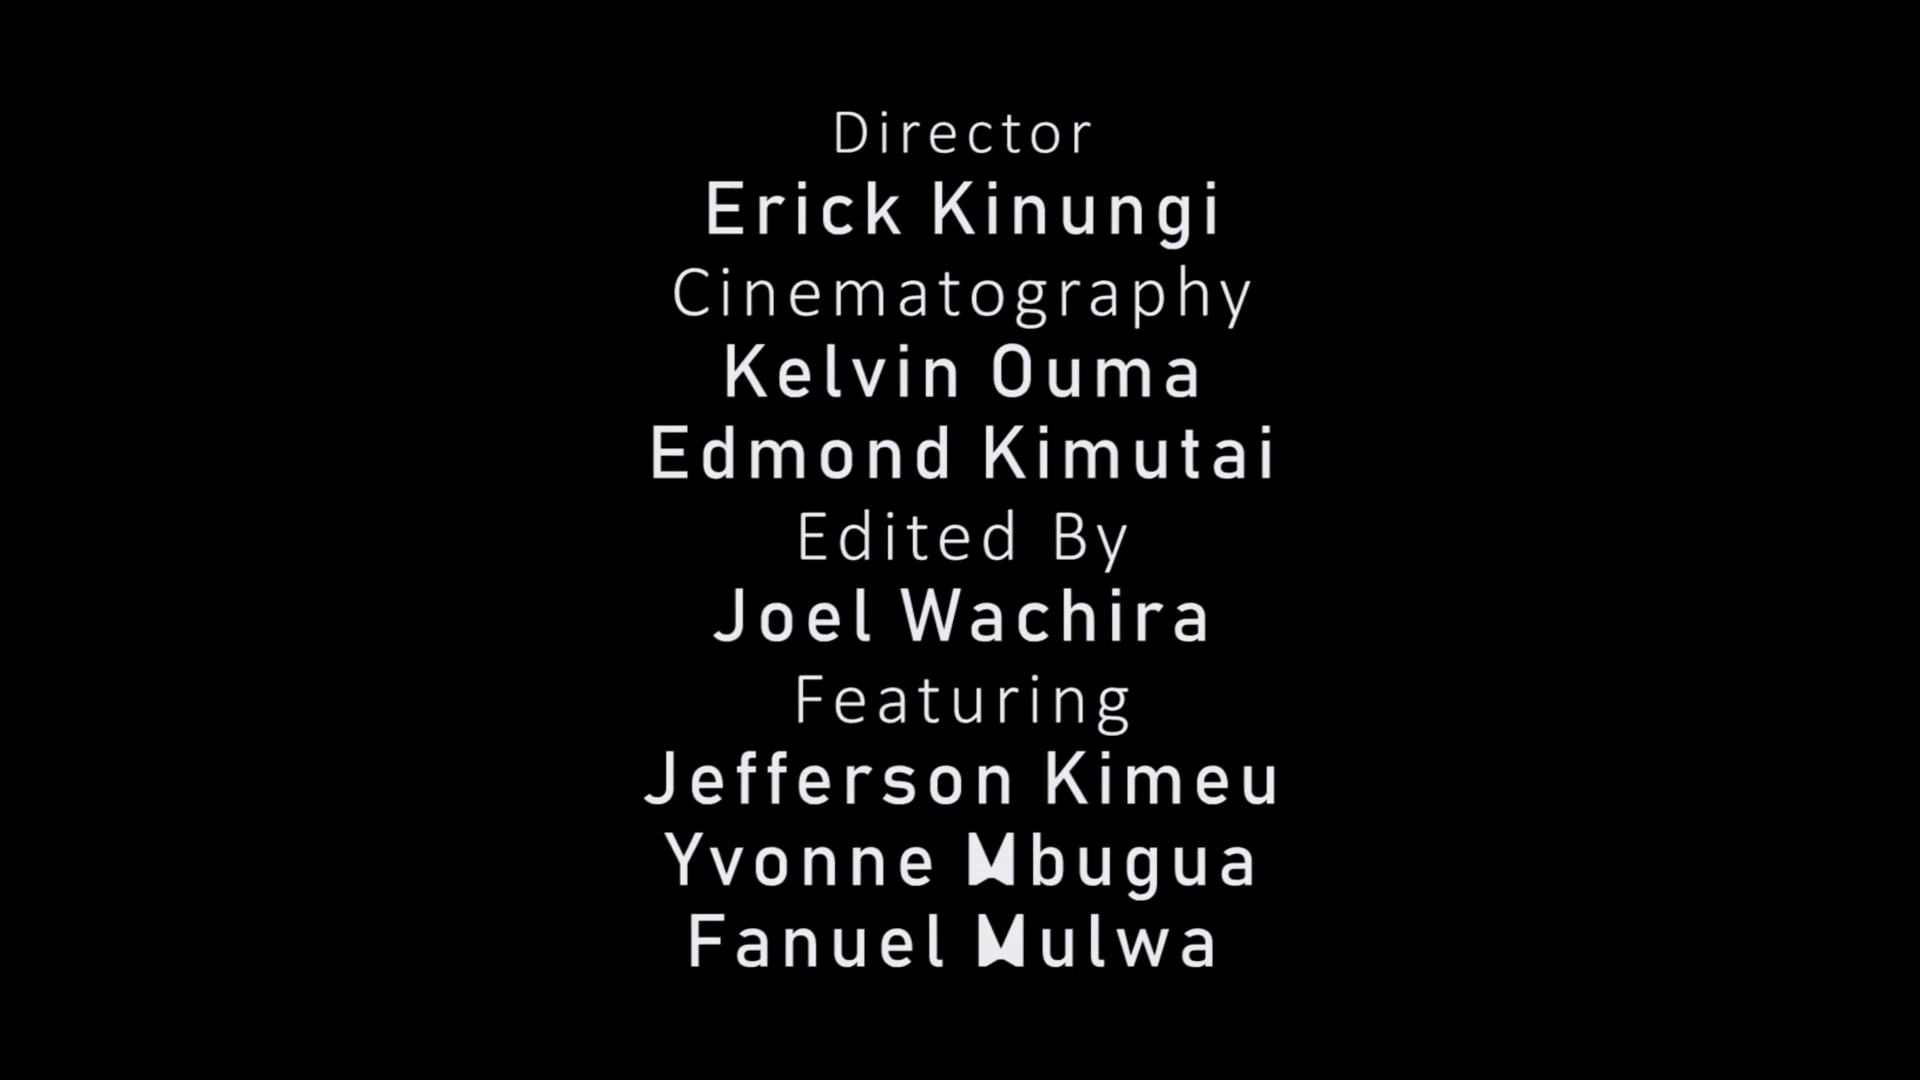 Director
Erick Kinungi
Cinematography
Kelvin Ouma
Edmond Kimutai
Edited By
Joel Wachira
Featuring
Jefferson Kimeu
Yvonne Mbugua
Fanuel Mulwa